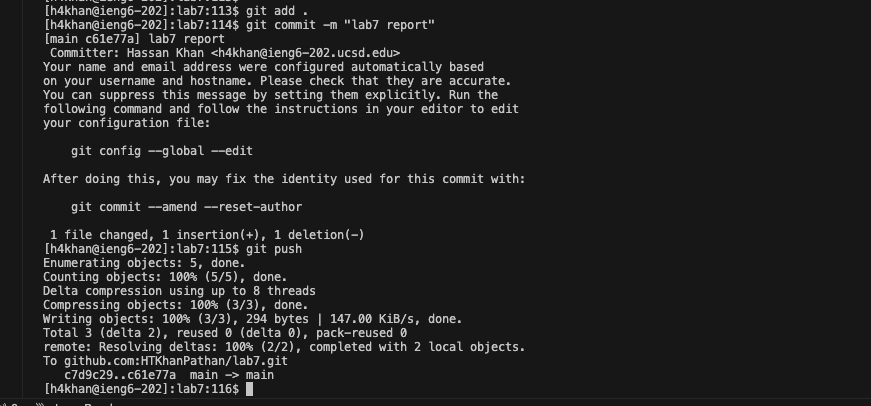 [h4khan@ieng6-202]:lab7:113$ git add .
[h4khan@ieng6-202]:lab7:114$ git commit -m "lab7 report"
[main c61e77a] lab7 report
 Committer: Hassan Khan <h4khan@ieng6-202.ucsd.edu>
Your name and email address were configured automatically based
on your username and hostname. Please check that they are accurate.
You can suppress this message by setting them explicitly. Run the
following command and follow the instructions in your editor to edit
your configuration file:

    git config --global --edit

After doing this, you may fix the identity used for this commit with:

    git commit --amend --reset-author

 1 file changed, 1 insertion(+), 1 deletion(-)
[h4khan@ieng6-202]:lab7:115$ git push
Enumerating objects: 5, done.
Counting objects: 100% (5/5), done.
Delta compression using up to 8 threads
Compressing objects: 100% (3/3), done.
Writing objects: 100% (3/3), 294 bytes | 147.00 KiB/s, done.
Total 3 (delta 2), reused 0 (delta 0), pack-reused 0
remote: Resolving deltas: 100% (2/2), completed with 2 local objects.
To github.com:HTKhanPathan/lab7.git
   c7d9c29..c61e77a  main -> main
[h4khan@ieng6-202]:lab7:116$